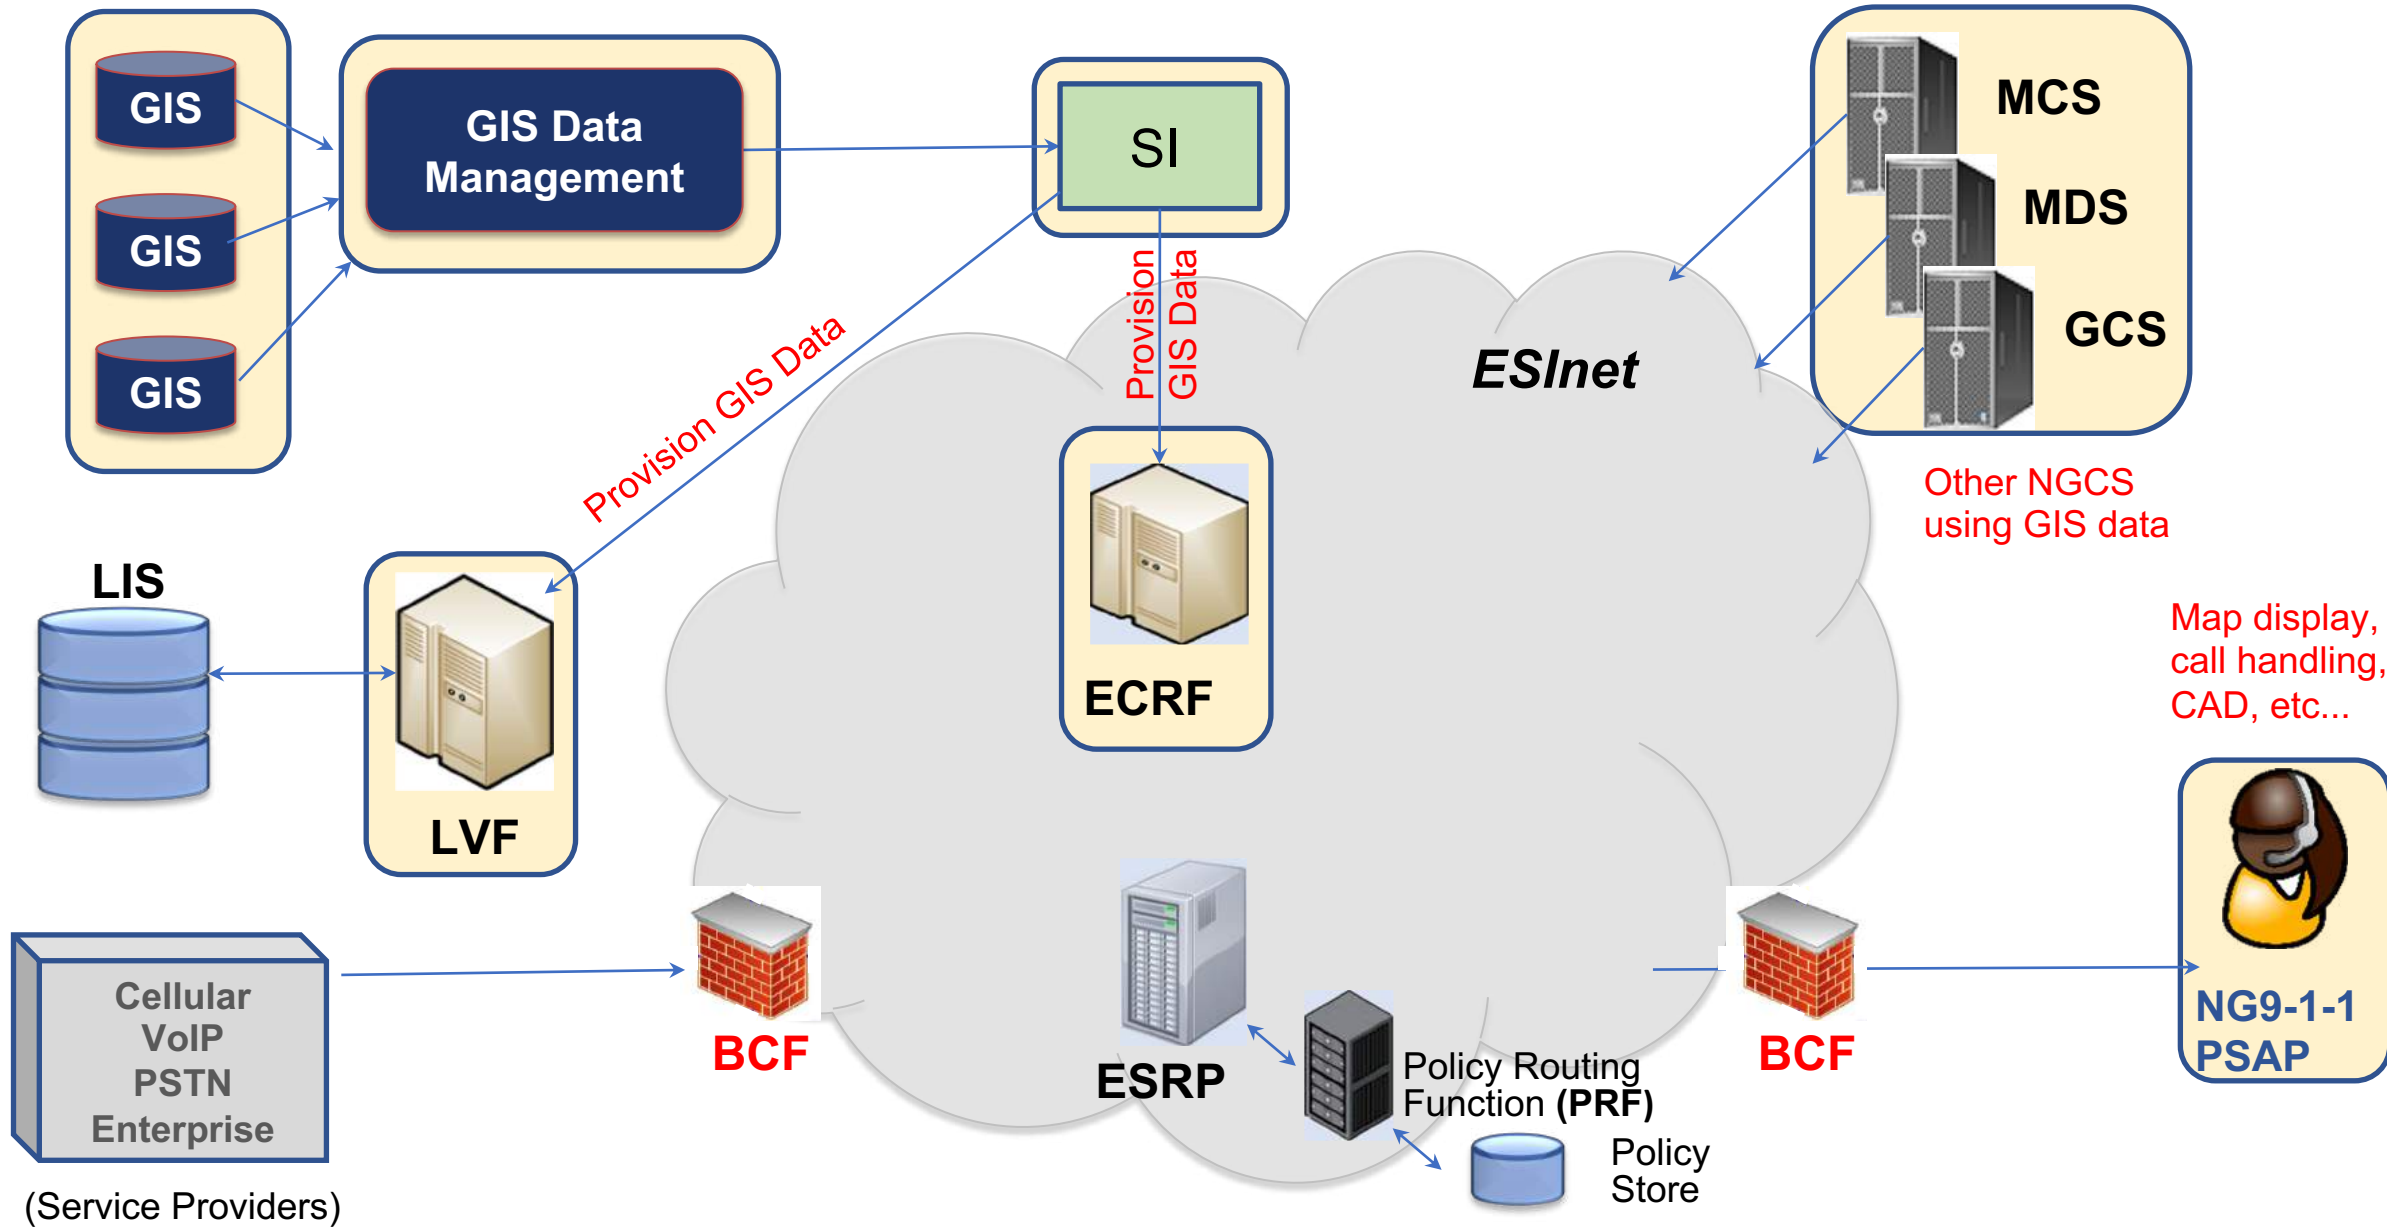 GIS
GIS
GIS
GIS Data
Management
SI
MCS
MDS
GCS
Provision GIS Data
Provision
GIS Data
ESInet
Other NGCS
using GIS data
LIS
LVF
ECRF
Map display,
call handling,
CAD, etc...
Cellular
VoIP
PSTN
Enterprise
(Service Providers)
BCF
ESRP
Policy Routing
Function (PRF)
Policy
Store
BCF
NG9-1-1
PSAP